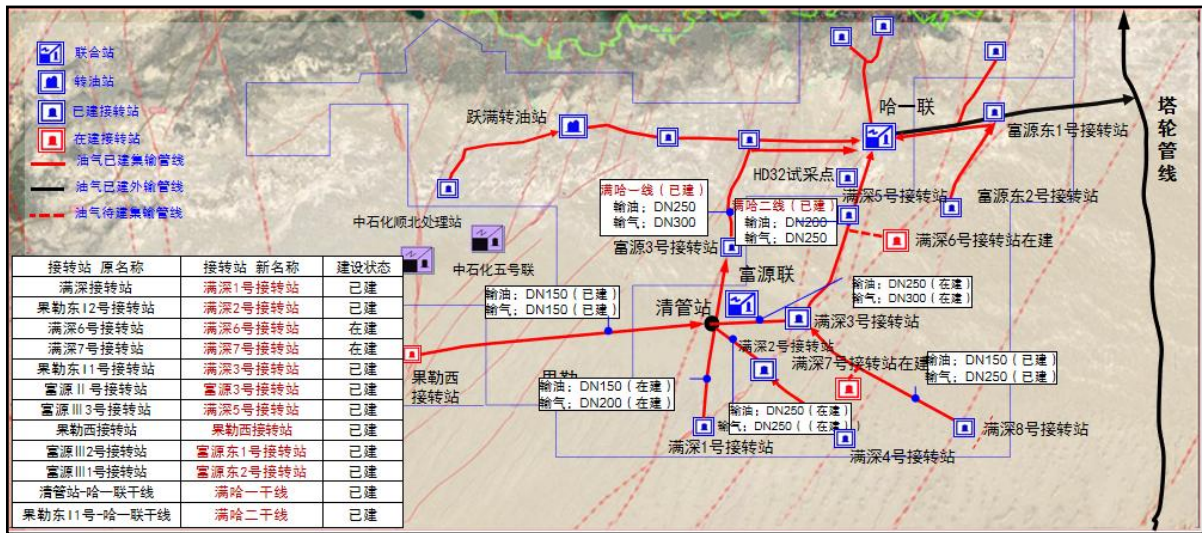 联合站
转油站
已建接转站
在建接转站
油气已建集输管线
油气已建外输管线
油气待建集输管线
跃满转油站
哈一联
富源东1号接转站
塔轮管线
HD32试采点
满深5号接转站
富源东2号接转站
满哈一线（已建）
输油：DN250
输气：DN300
满哈二线（已建）
输油：DN200
输气：DN250
中石化顺北处理站
中石化五号联
富源3号接转站
满深6号接转站在建
富源联
清管站
输油：DN150（已建）
输气：DN150（已建）
输油：DN250（在建）
输气：DN300（在建）
满深3号接转站
满深2号接转站
满深7号接转站在建
输油：DN150（已建）
输气：DN250（已建）
果勒西
接转站
输油：DN150（在建）
输气：DN200（在建）
输油：DN250（在建）
输气：DN250（（在建）
满深1号接转站
满深4号接转站
满深8号接转站
接转站 原名称 接转站 新名称 建设状态
满深接转站 满深1号接转站 已建
果勒东I2号接转站 满深2号接转站 已建
满深6号接转站 满深6号接转站 在建
满深7号接转站 满深7号接转站 在建
果勒东I1号接转站 满深3号接转站 已建
富源II号接转站 富源3号接转站 已建
富源III3号接转站 满深5号接转站 已建
果勒西接转站 果勒西接转站 已建
富源III2号接转站 富源东1号接转站 已建
富源III1号接转站 富源东2号接转站 已建
清管站-哈一联干线 满哈一干线 已建
果勒东I1号-哈一联干线 满哈二干线 已建